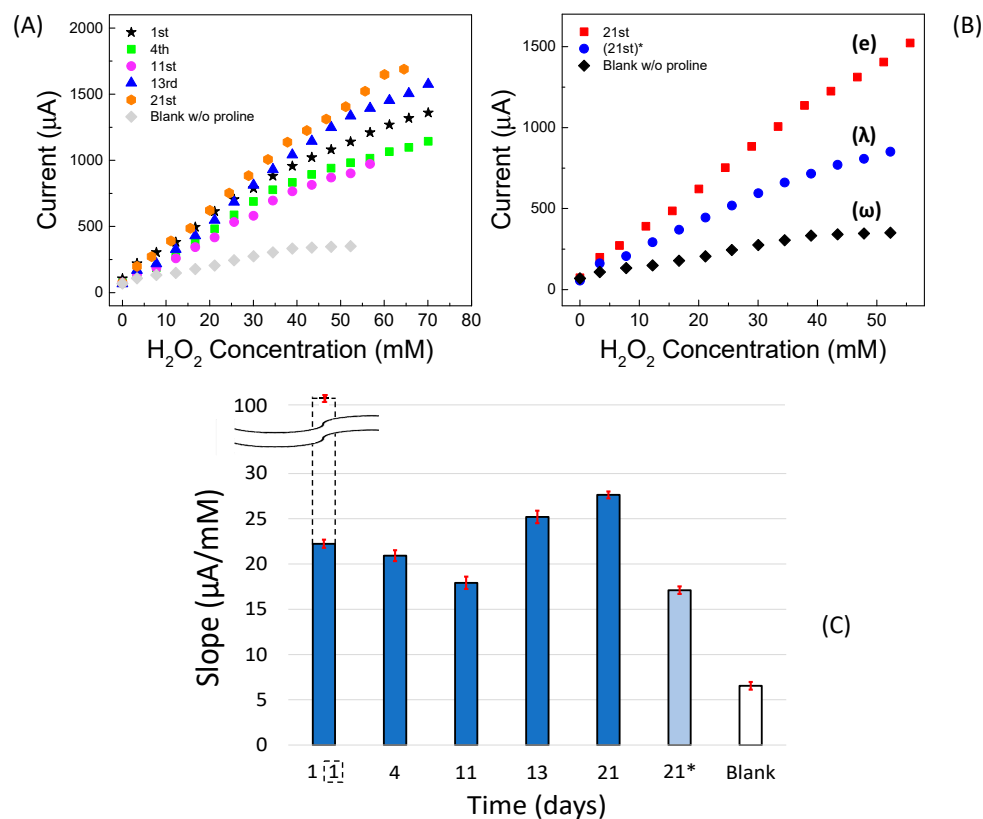 (A)
Current (µA)
2000
1500
1000
500
0
1st
4th
11st
13rd
21st
Blank w/o proline
0 10 20 30 40 50 60 70 80
H₂O₂ Concentration (mM)
(B)
Current (µA)
1500
1000
500
0
21st
(21st)*
Blank w/o proline
(e)
(λ)
(ω)
0 10 20 30 40 50
H₂O₂ Concentration (mM)
(C)
Slope (µA/mM)
100
30
25
20
15
10
5
0
1 1 4 11 13 21 21* Blank
Time (days)